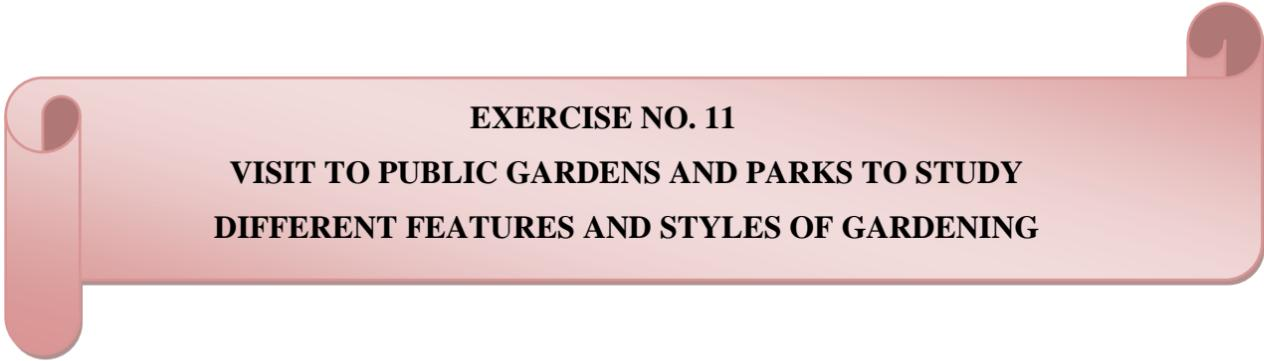 EXERCISE NO. 11
VISIT TO PUBLIC GARDENS AND PARKS TO STUDY
DIFFERENT FEATURES AND STYLES OF GARDENING